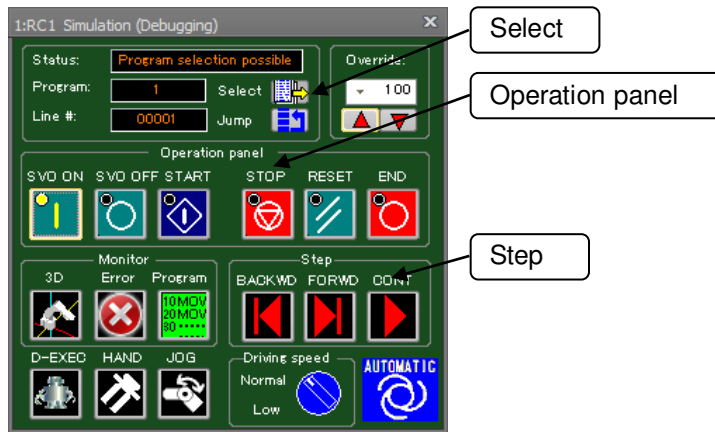 1:RC1 Simulation (Debugging)
Select
Status: Program selection possible
Override:
Program: 1 Select
100
Operation panel
Line #: 00001 Jump
Operation panel
SVO ON SVO OFF START STOP RESET END
Step
Monitor
Step
3D Error Program
BACKWD FORWD CONT
10MOV
20MOV
30 ·····
D-EXEC HAND JOG
Driving speed
AUTOMATIC
Normal
Low